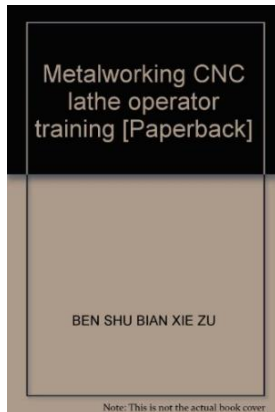 Metalworking CNC
lathe operator
training [Paperback]
BEN SHU BIAN XIE ZU
Note: This is not the actual book cover